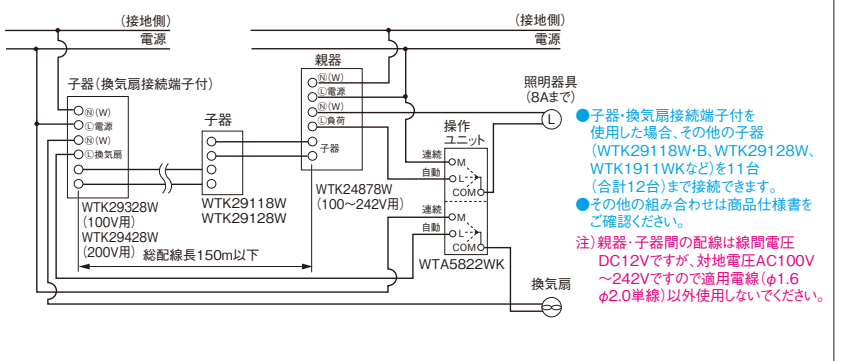 (接地側)
電源
(接地側)
電源
子器(換気扇接続端子付)
Ⓝ(W)
Ⓛ電源
Ⓝ(W)
Ⓛ換気扇
WTK29328W
(100V用)
WTK29428W
(200V用)
総配線長150m以下
子器
WTK29118W
WTK29128W
親器
Ⓝ(W)
Ⓛ電源
Ⓝ(W)
Ⓛ負荷
子器
WTK24878W
(100〜242V用)
操作
ユニット
連続
M
自動
L
COM
連続
M
自動
L
COM
WTA5822WK
照明器具
(8Aまで)
L
換気扇
●子器・換気扇接続端子付を
使用した場合、その他の子器
(WTK29118W・B、WTK29128W、
WTK1911WKなど)を11台
(合計12台)まで接続できます。
●その他の組み合わせは商品仕様書を
ご確認ください。
注)親器・子器間の配線は線間電圧
DC12Vですが、対地電圧AC100V
〜242Vですので適用電線(φ1.6
φ2.0単線)以外使用しないでください。